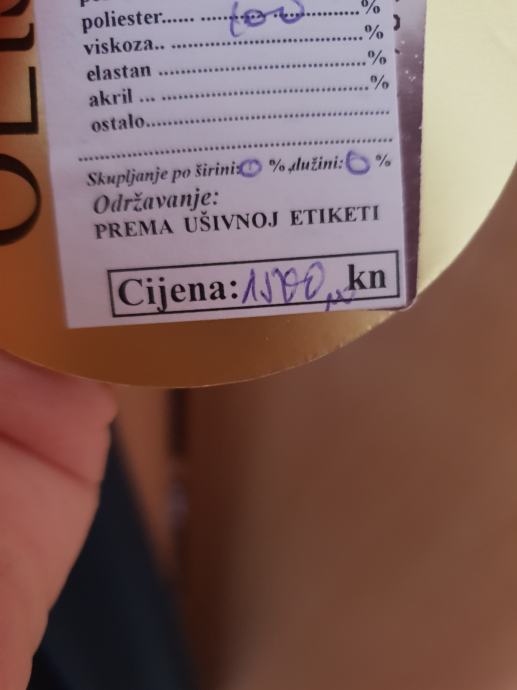 poliester...... 100 %
viskoza.. %
elastan %
akril ... %
ostalo
Skupljanje po širini: 0 % ,dužini: 0 %
Održavanje:
PREMA UŠIVNOJ ETIKETI
Cijena: 1500,00 kn